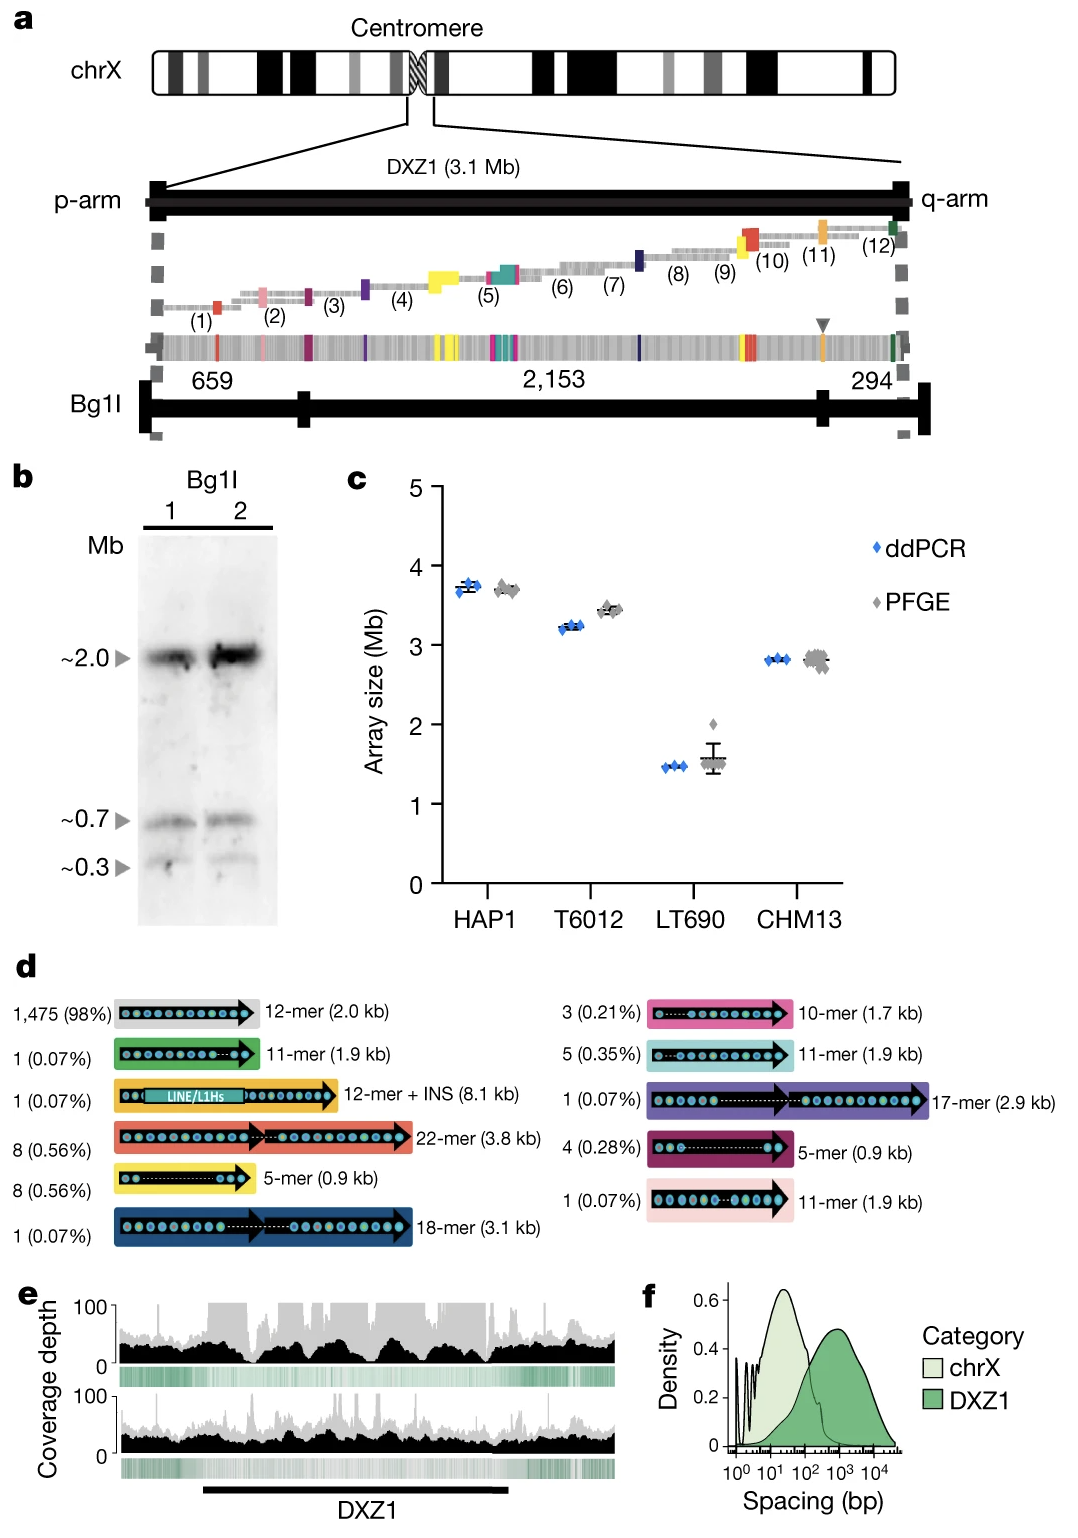 a
Centromere
chrX
DXZ1 (3.1 Mb)
p-arm
q-arm
(1)
(2)
(3)
(4)
(5)
(6)
(7)
(8)
(9)
(10)
(11)
(12)
659
2,153
294
Bg1I
b
Bg1I
1 2
Mb
~2.0
~0.7
~0.3
c
5
4
3
2
1
0
Array size (Mb)
HAP1
T6012
LT690
CHM13
ddPCR
PFGE
d
1,475 (98%)
12-mer (2.0 kb)
1 (0.07%)
11-mer (1.9 kb)
1 (0.07%)
LINE/L1Hs
12-mer + INS (8.1 kb)
8 (0.56%)
22-mer (3.8 kb)
8 (0.56%)
5-mer (0.9 kb)
1 (0.07%)
18-mer (3.1 kb)
3 (0.21%)
10-mer (1.7 kb)
5 (0.35%)
11-mer (1.9 kb)
1 (0.07%)
17-mer (2.9 kb)
4 (0.28%)
5-mer (0.9 kb)
1 (0.07%)
11-mer (1.9 kb)
e
Coverage depth
100
0
100
0
DXZ1
f
Density
0.6
0.4
0.2
0
10⁰ 10¹ 10² 10³ 10⁴
Spacing (bp)
Category
chrX
DXZ1